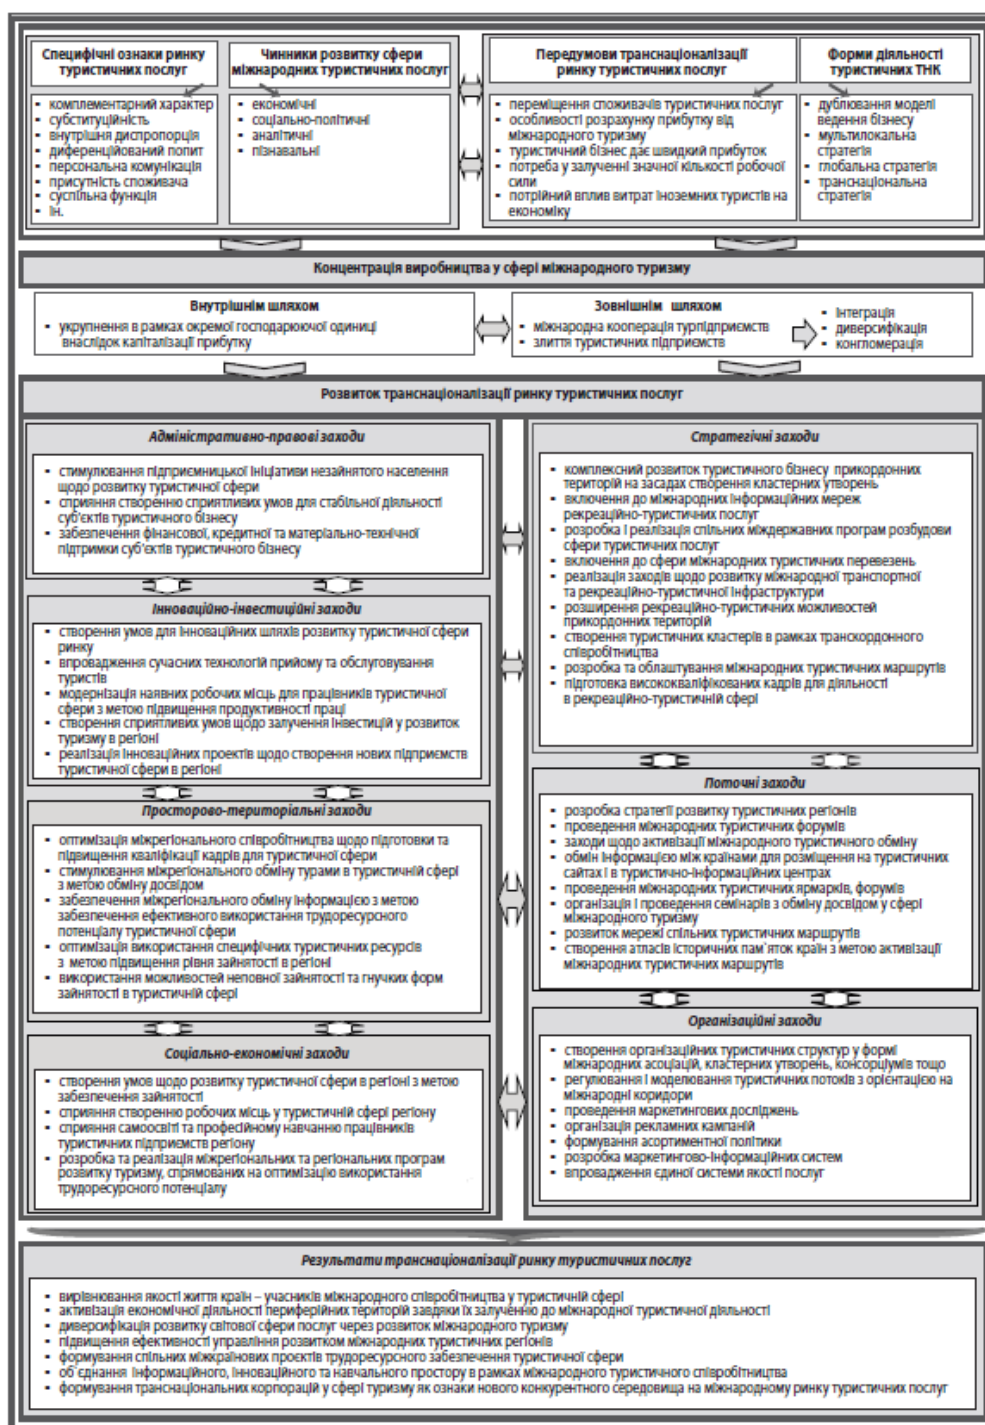 Специфічні ознаки ринку
туристичних послуг
комплементарний характер
субституційність
внутрішня диспропорція
диференційований попит
персональна комунікація
присутність споживача
суспільна функція
ін.
Чинники розвитку сфери
міжнародних туристичних послуг
економічні
соціально-політичні
аналітичні
пізнавальні
Передумови транснаціоналізації
ринку туристичних послуг
переміщення споживачів туристичних послуг
особливості розрахунку прибутку від
міжнародного туризму
туристичний бізнес дає швидкий прибуток
потреба у залученні значної кількості робочої
сили
потрійний вплив витрат іноземних туристів на
економіку
Форми діяльності
туристичних ТНК
дублювання моделі
ведення бізнесу
мультилокальна
стратегія
глобальна стратегія
транснаціональна
стратегія
Концентрація виробництва у сфері міжнародного туризму
Внутрішнім шляхом
укрупнення в рамках окремої господарюючої одиниці
внаслідок капіталізації прибутку
Зовнішнім шляхом
міжнародна кооперація турпідприємств
злиття туристичних підприємств
інтеграція
диверсифікація
конгломерація
Розвиток транснаціоналізації ринку туристичних послуг
Адміністративно-правові заходи
стимулювання підприємницької ініціативи незайнятого населення
щодо розвитку туристичної сфери
сприяння створенню сприятливих умов для стабільної діяльності
суб'єктів туристичного бізнесу
забезпечення фінансової, кредитної та матеріально-технічної
підтримки суб'єктів туристичного бізнесу
Інноваційно-інвестиційні заходи
створення умов для інноваційних шляхів розвитку туристичної сфери
ринку
впровадження сучасних технологій прийому та обслуговування
туристів
модернізація наявних робочих місць для працівників туристичної
сфери з метою підвищення продуктивності праці
створення сприятливих умов щодо залучення інвестицій у розвиток
туризму в регіоні
реалізація інноваційних проектів щодо створення нових підприємств
туристичної сфери в регіоні
Просторово-територіальні заходи
оптимізація міжрегіонального співробітництва щодо підготовки та
підвищення кваліфікації кадрів для туристичної сфери
стимулювання міжрегіонального обміну турами в туристичній сфері
з метою обміну досвідом
забезпечення міжрегіонального обміну інформацією з метою
забезпечення ефективного використання трудоресурсного
потенціалу туристичної сфери
оптимізація використання специфічних туристичних ресурсів
з метою підвищення рівня зайнятості в регіоні
використання можливостей неповної зайнятості та гнучких форм
зайнятості в туристичній сфері
Соціально-економічні заходи
створення умов щодо розвитку туристичної сфери в регіоні з метою
забезпечення зайнятості
сприяння створенню робочих місць у туристичній сфері регіону
сприяння самоосвіті та професійному навчанню працівників
туристичних підприємств регіону
розробка та реалізація міжрегіональних та регіональних програм
розвитку туризму, спрямованих на оптимізацію використання
трудоресурсного потенціалу
Стратегічні заходи
комплексний розвиток туристичного бізнесу прикордонних
територій на засадах створення кластерних утворень
включення до міжнародних інформаційних мереж
рекреаційно-туристичних послуг
розробка і реалізація спільних міждержавних програм розбудови
сфери туристичних послуг
включення до сфери міжнародних туристичних перевезень
реалізація заходів щодо розвитку міжнародної транспортної
та рекреаційно-туристичної інфраструктури
розширення рекреаційно-туристичних можливостей
прикордонних територій
створення туристичних кластерів в рамках транскордонного
співробітництва
розробка та облаштування міжнародних туристичних маршрутів
підготовка висококваліфікованих кадрів для діяльності
в рекреаційно-туристичній сфері
Поточні заходи
розробка стратегії розвитку туристичних регіонів
проведення міжнародних туристичних форумів
заходи щодо активізації міжнародного туристичного обміну
обмін інформацією між країнами для розміщення на туристичних
сайтах і в туристично-інформаційних центрах
проведення міжнародних туристичних ярмарків, форумів
організація і проведення семінарів з обміну досвідом у сфері
міжнародного туризму
розвиток мережі спільних туристичних маршрутів
створення атласів історичних пам`яток країн з метою активізації
міжнародних туристичних маршрутів
Організаційні заходи
створення організаційних туристичних структур у формі
міжнародних асоціацій, кластерних утворень, консорціумів тощо
регулювання і моделювання туристичних потоків з орієнтацією на
міжнародні коридори
проведення маркетингових досліджень
організація рекламних кампаній
формування асортиментної політики
розробка маркетингово-інформаційних систем
впровадження єдиної системи якості послуг
Результати транснаціоналізації ринку туристичних послуг
вирівнювання якості життя країн – учасників міжнародного співробітництва у туристичній сфері
активізація економічної діяльності периферійних територій завдяки їх залученню до міжнародної туристичної діяльності
диверсифікація розвитку світової сфери послуг через розвиток міжнародного туризму
підвищення ефективності управління розвитком міжнародних туристичних регіонів
формування спільних міжкраїнових проєктів трудоресурсного забезпечення туристичної сфери
об`єднання інформаційного, інноваційного та навчального простору в рамках міжнародного туристичного співробітництва
формування транснаціональних корпорацій у сфері туризму як ознаки нового конкурентного середовища на міжнародному ринку туристичних послуг